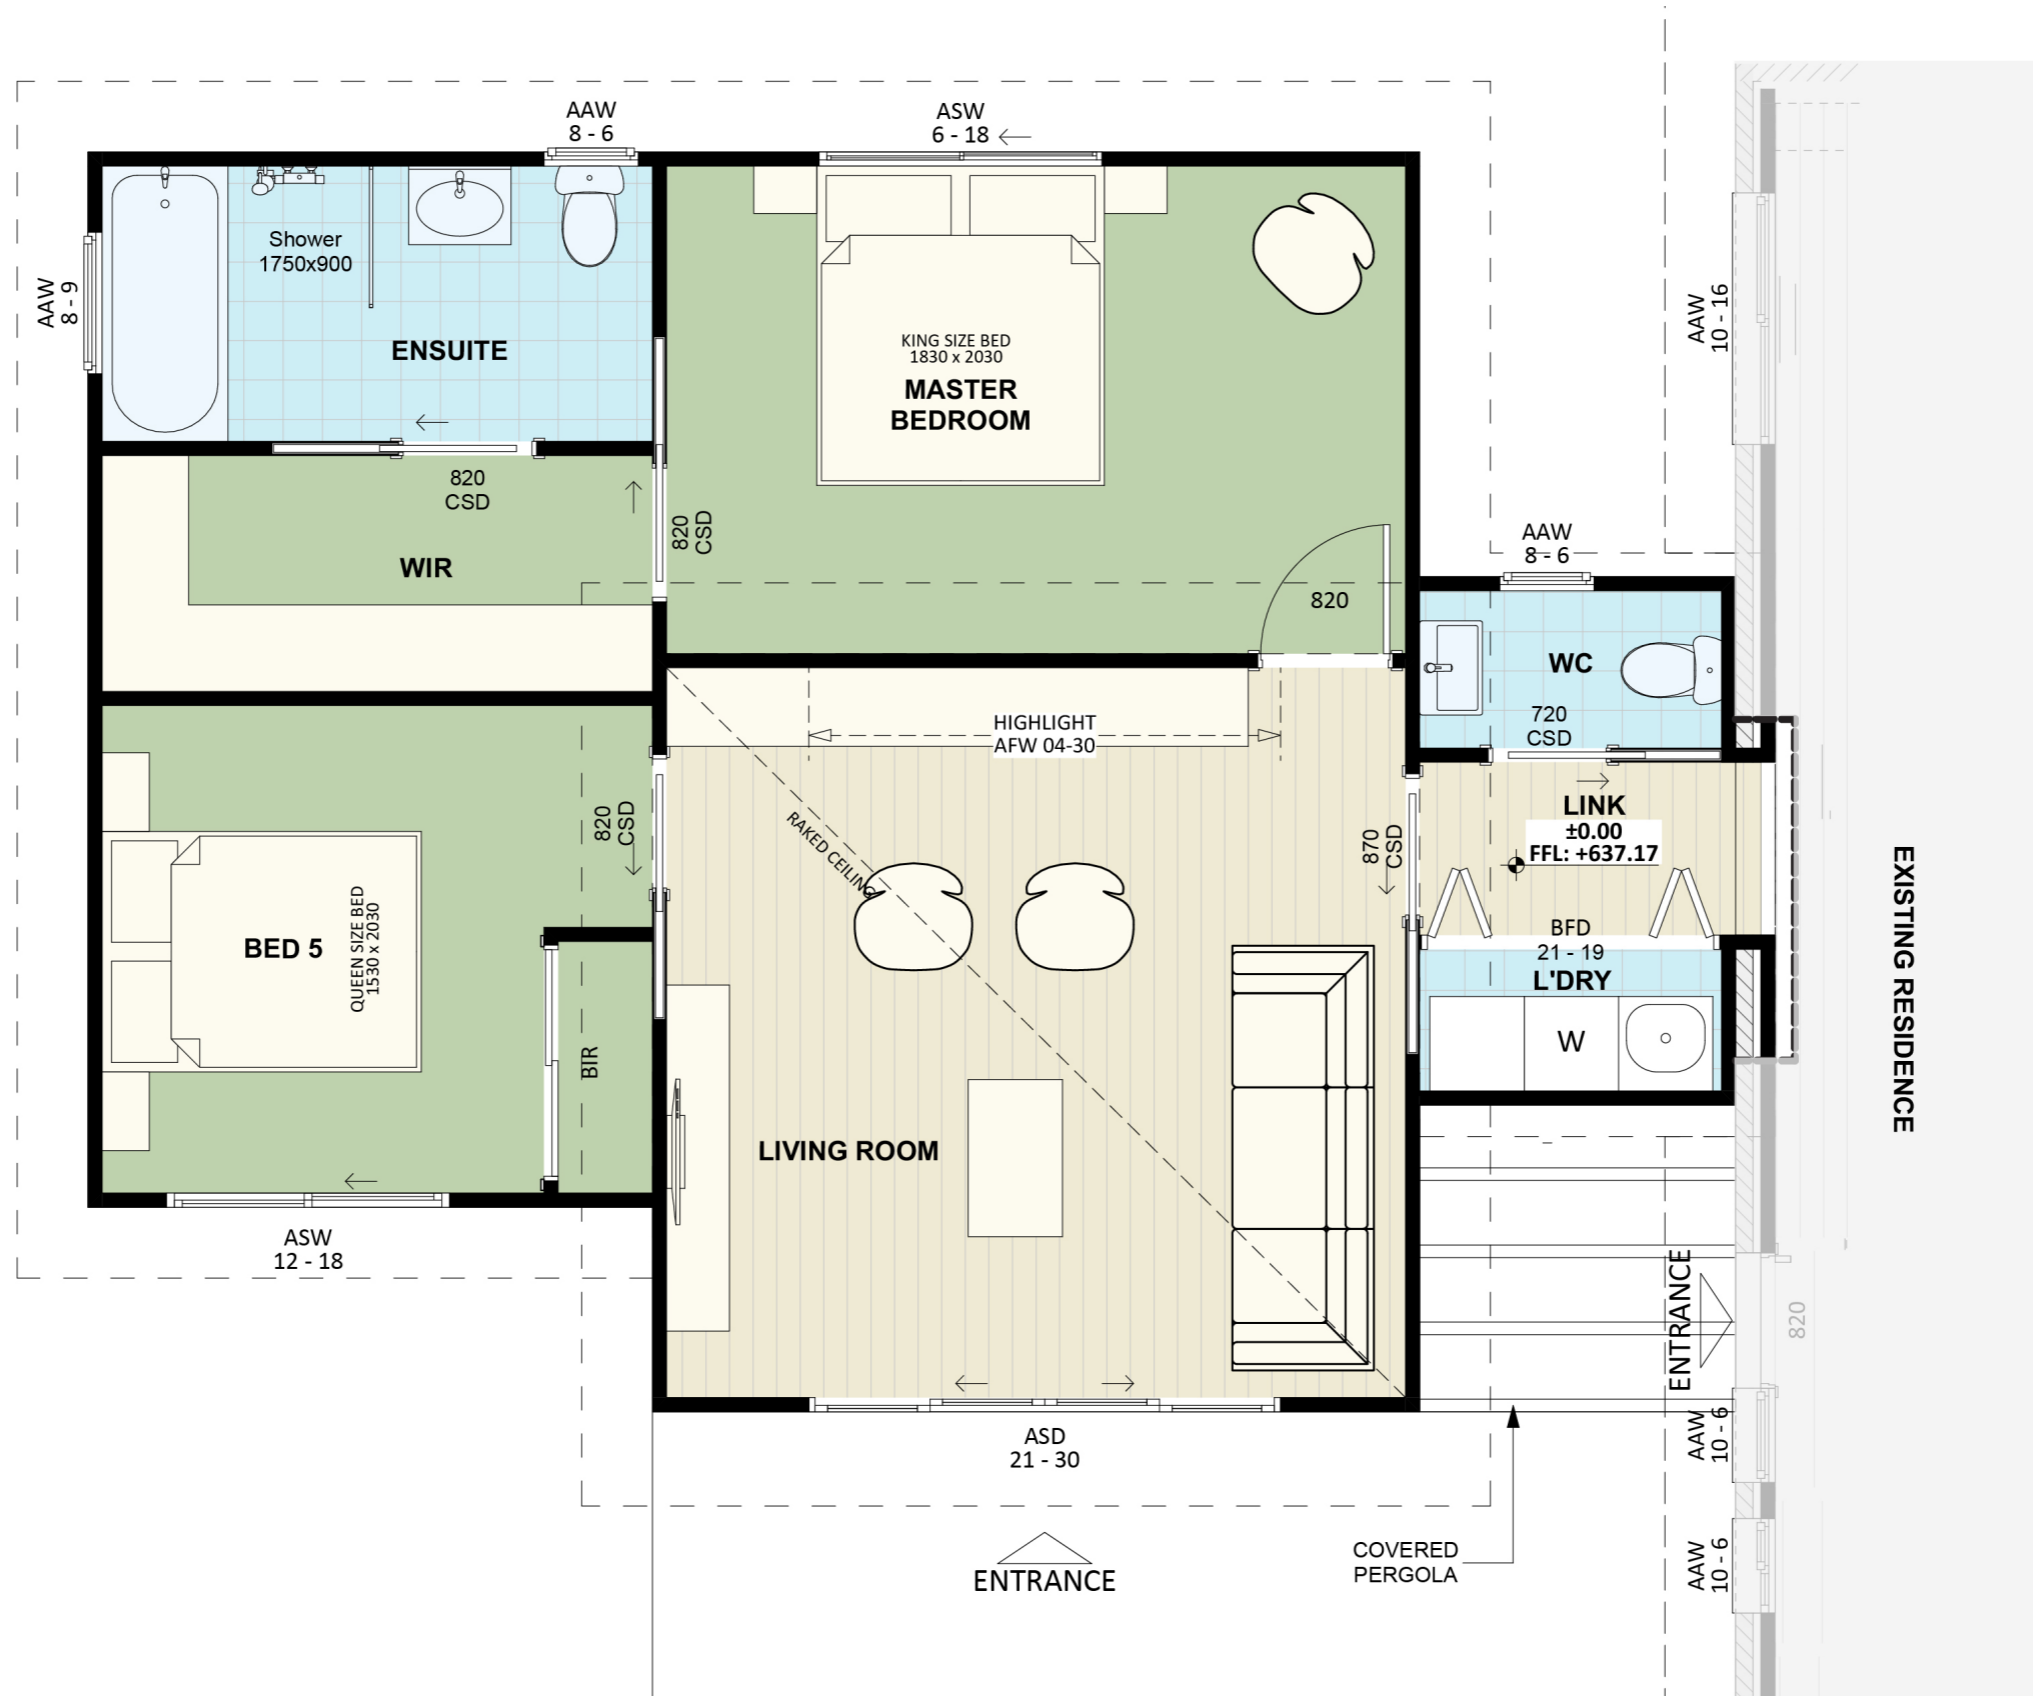 AAW
8 - 6
ASW
6 - 18
Shower
1750x900
AAW
8 - 9
ENSUITE
KING SIZE BED
1830 x 2030
MASTER
BEDROOM
AAW
10 - 16
820
CSD
820
CSD
WIR
820
AAW
8 - 6
WC
720
CSD
HIGHLIGHT
AFW 04-30
820
CSD
RAKED CEILING
870
CSD
LINK
±0.00
FFL: +637.17
BED 5
QUEEN SIZE BED
1530 x 2030
BFD
21 - 19
L'DRY
W
BIR
EXISTING RESIDENCE
LIVING ROOM
ASW
12 - 18
ENTRANCE
820
ASD
21 - 30
AAW
10 - 6
COVERED
PERGOLA
AAW
10 - 6
ENTRANCE